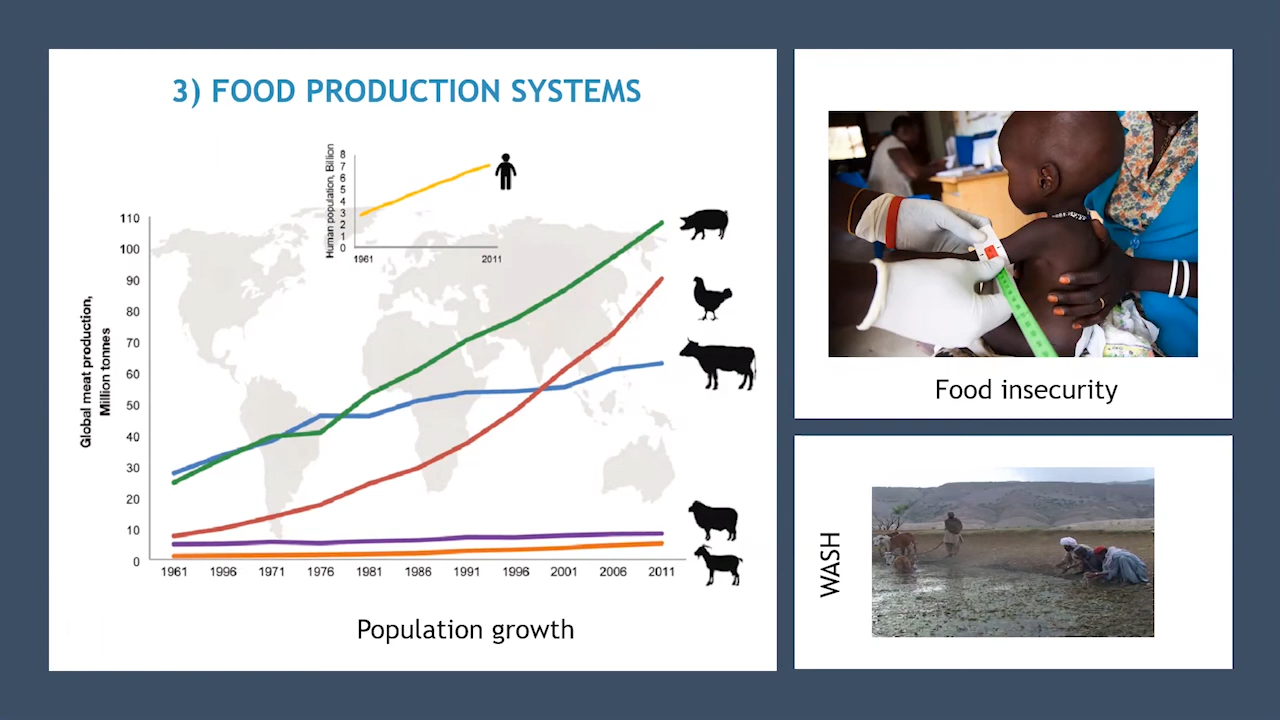 3) FOOD PRODUCTION SYSTEMS
Human population, Billion
8
7
6
5
4
3
2
1
0
1961
2011
Global meat production,
Million tonnes
110
100
90
80
70
60
50
40
30
20
10
0
1961 1996 1971 1976 1981 1986 1991 1996 2001 2006 2011
Population growth
Food insecurity
WASH